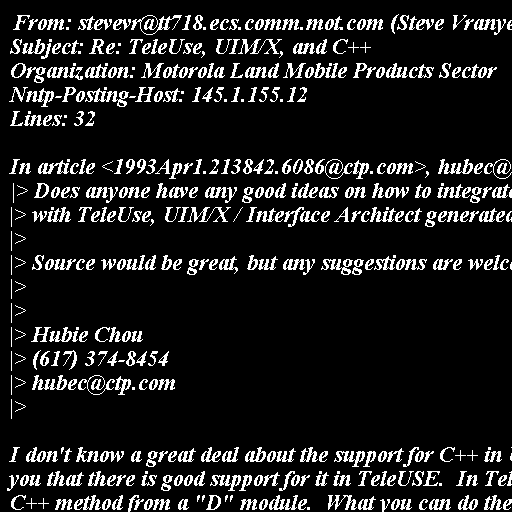 From: stevevr@tt718.ecs.comm.mot.com (Steve Vranye
Subject: Re: TeleUse, UIM/X, and C++
Organization: Motorola Land Mobile Products Sector
Nntp-Posting-Host: 145.1.155.12
Lines: 32

In article <1993Apr1.213842.6086@ctp.com>, hubec@
|> Does anyone have any good ideas on how to integrate
|> with TeleUse, UIM/X / Interface Architect generated
|>
|> Source would be great, but any suggestions are welc
|>
|>
|> Hubie Chou
|> (617) 374-8454
|> hubec@ctp.com
|>

I don't know a great deal about the support for C++ in
you that there is good support for it in TeleUSE.  In Tel
C++ method from a "D" module.  What you can do the